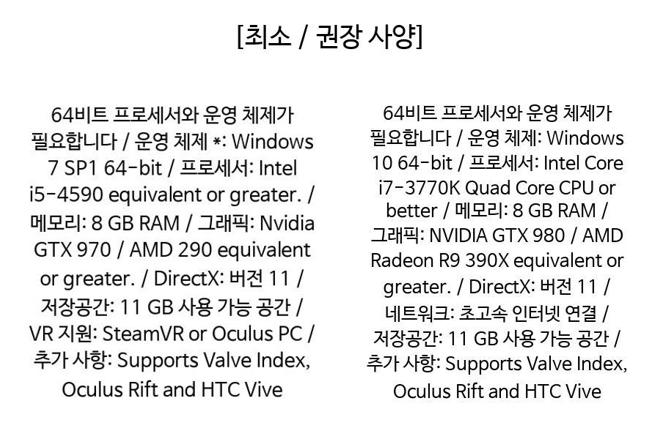 [최소 / 권장 사양]
64비트 프로세서와 운영 체제가
필요합니다 / 운영 체제 *: Windows
7 SP1 64-bit / 프로세서: Intel
i5-4590 equivalent or greater. /
메모리: 8 GB RAM / 그래픽: Nvidia
GTX 970 / AMD 290 equivalent
or greater. / DirectX: 버전 11 /
저장공간: 11 GB 사용 가능 공간 /
VR 지원: SteamVR or Oculus PC /
추가 사항: Supports Valve Index,
Oculus Rift and HTC Vive
64비트 프로세서와 운영 체제가
필요합니다 / 운영 체제: Windows
10 64-bit / 프로세서: Intel Core
i7-3770K Quad Core CPU or
better / 메모리: 8 GB RAM /
그래픽: NVIDIA GTX 980 / AMD
Radeon R9 390X equivalent or
greater. / DirectX: 버전 11 /
네트워크: 초고속 인터넷 연결 /
저장공간: 11 GB 사용 가능 공간 /
추가 사항: Supports Valve Index,
Oculus Rift and HTC Vive